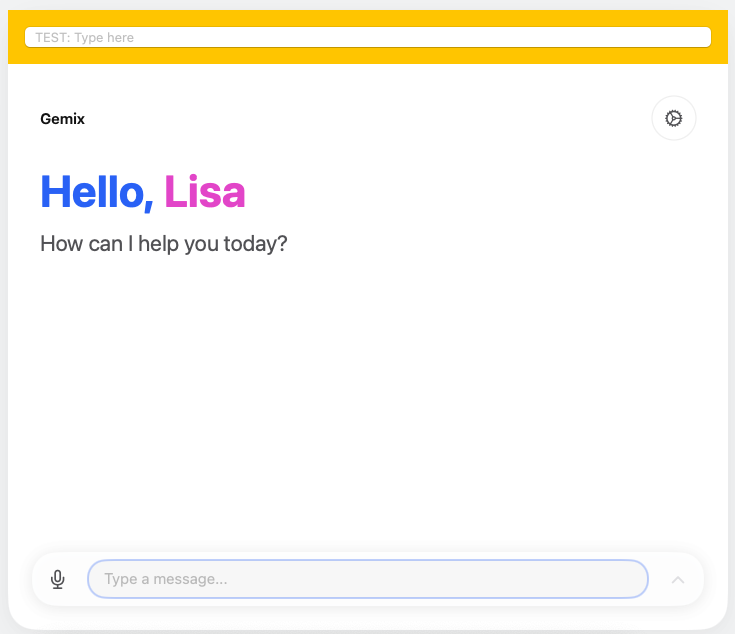 TEST: Type here
Gemix
Hello, Lisa
How can I help you today?
Type a message...